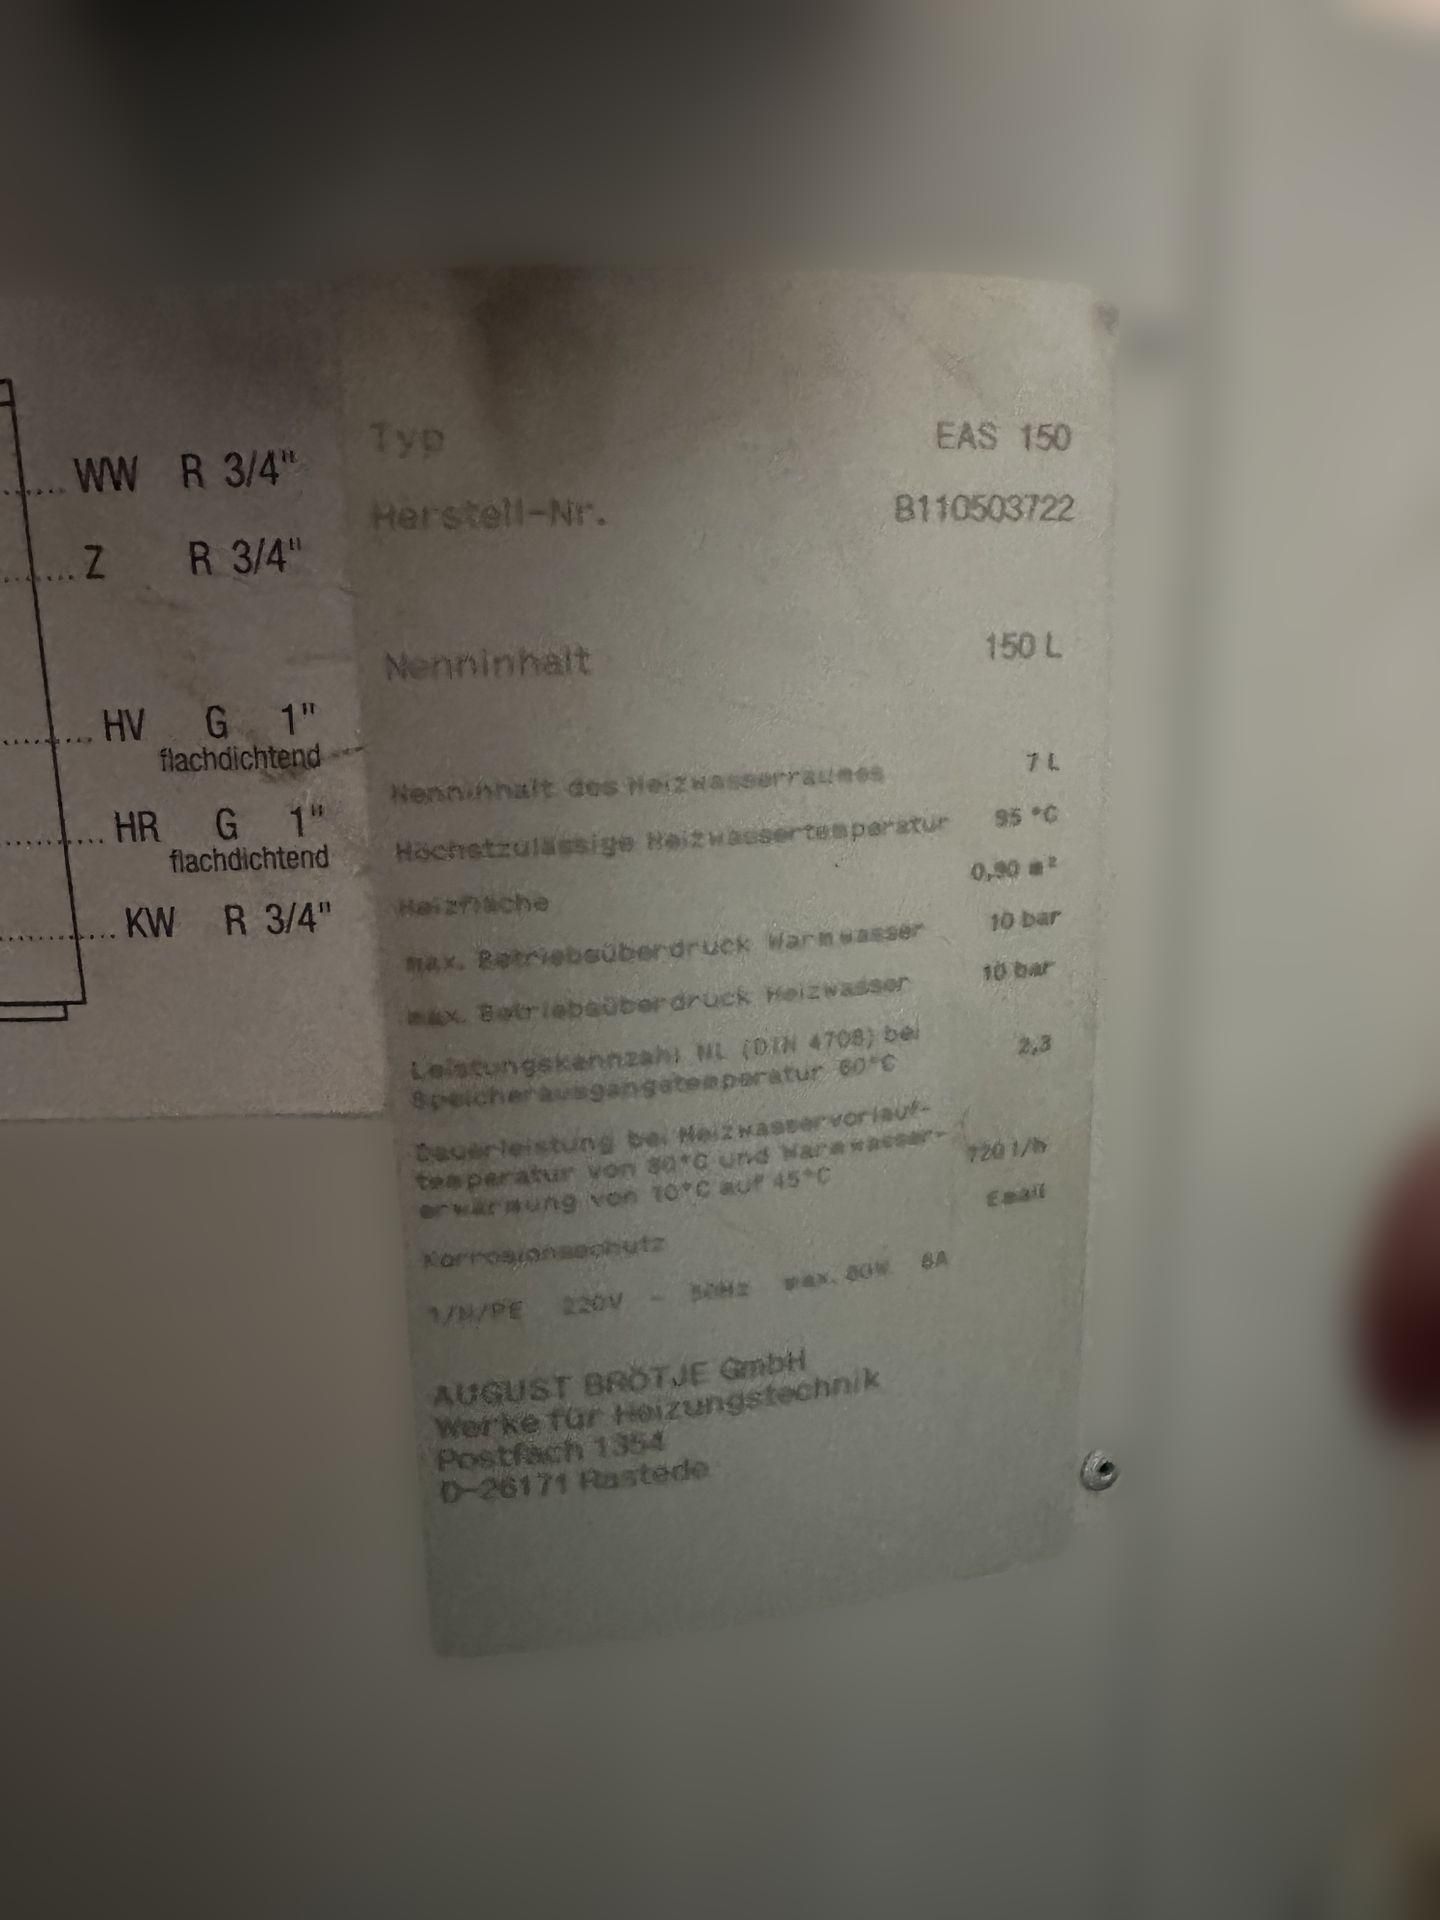 WW R 3/4"
Z R 3/4"
HV G 1"
flachdichtend
HR G 1"
flachdichtend
KW R 3/4"
Typ EAS 150
Herstell-Nr. B110503722
Nenninhalt 150 L
Nenninhalt des Heizwasserraumes 7 L
Höchstzulässige Heizwassertemperatur 95 °C
Heizfläche 0,90 m²
max. Betriebsüberdruck Warmwasser 10 bar
max. Betriebsüberdruck Heizwasser 10 bar
Leistungskennzahl NL (DIN 4708) bei
Speicherausgangstemperatur 60°C 2,3
Dauerleistung bei Heizwasservorlauf-
temperatur von 80°C und Warmwasser-
erwärmung von 10°C auf 45°C 720 l/h
Korrosionsschutz Email
1/N/PE 220V ~ 50Hz max. 80W 6A
AUGUST BRÖTJE GmbH
Werke für Heizungstechnik
Postfach 1354
D-26171 Rastede